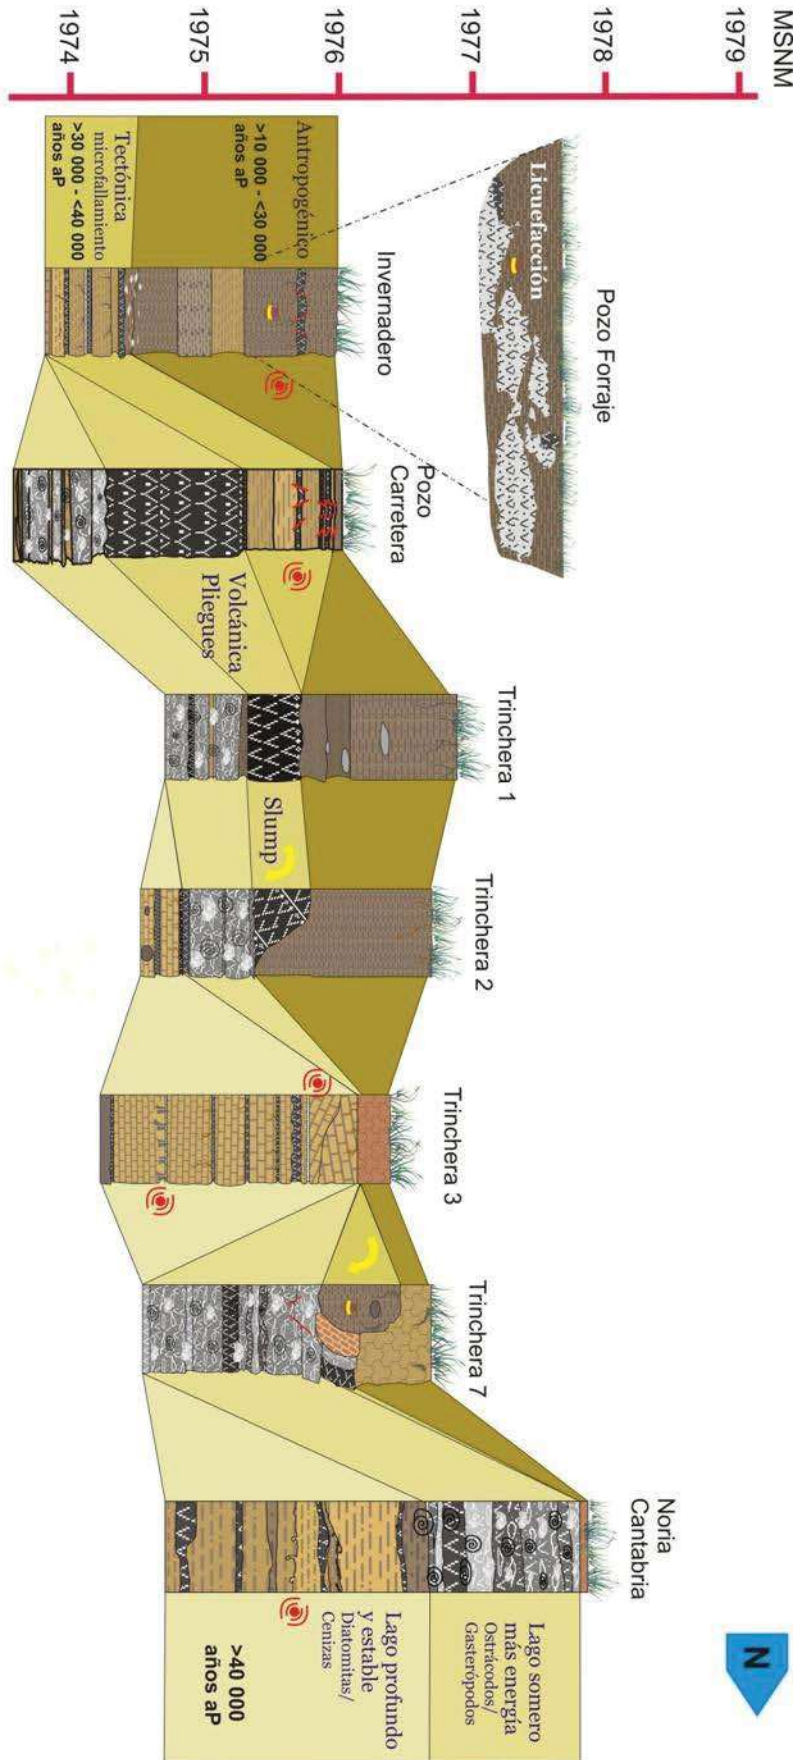 MSNM
1979
1978
1977
1976
1975
1974
Pozo Forraje
Licuefacción
Invernadero
Antropogénico
>10 000 - <30 000
años aP
Tectónica
microfallamiento
>30 000 - <40 000
años aP
Pozo
Carretera
Volcánica
Pliegues
Trinchera 1
Slump
Trinchera 2
Trinchera 3
Trinchera 7
Noria
Cantabria
Lago somero
más energía
Ostrácodos/
Gasterópodos
Lago profundo
y estable
Diatomitas/
Cenizas
>40 000
años aP
N